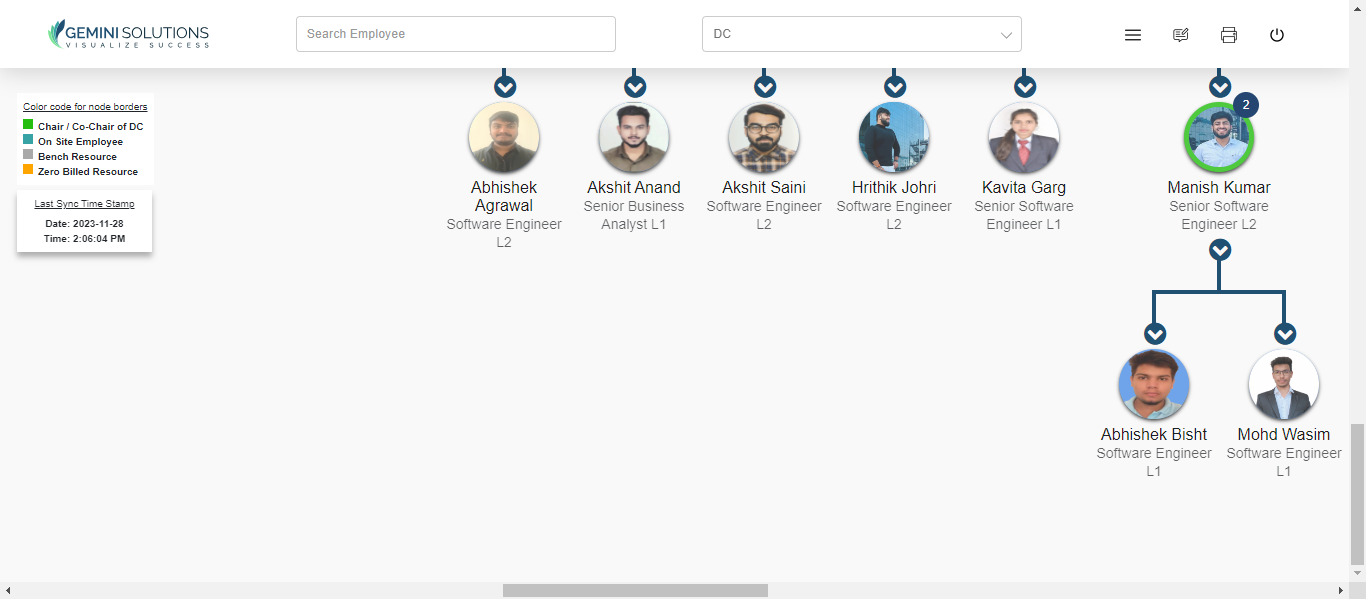 GEMINI SOLUTIONS
VISUALIZE SUCCESS
Search Employee
DC
Color code for node borders
Chair / Co-Chair of DC
On Site Employee
Bench Resource
Zero Billed Resource
Last Sync Time Stamp
Date: 2023-11-28
Time: 2:06:04 PM
Abhishek
Agrawal
Software Engineer
L2
Akshit Anand
Senior Business
Analyst L1
Akshit Saini
Software Engineer
L2
Hrithik Johri
Software Engineer
L2
Kavita Garg
Senior Software
Engineer L1
2
Manish Kumar
Senior Software
Engineer L2
Abhishek Bisht
Software Engineer
L1
Mohd Wasim
Software Engineer
L1